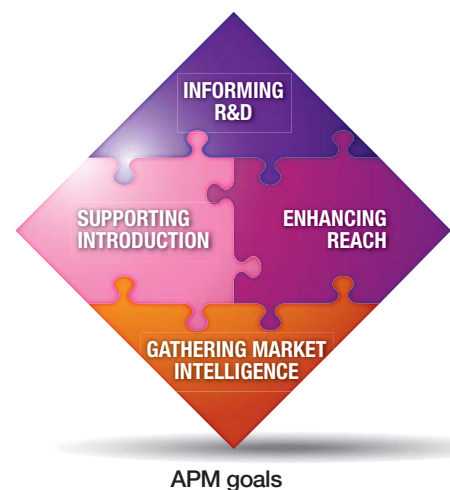 INFORMING
R&D
SUPPORTING
INTRODUCTION
ENHANCING
REACH
GATHERING MARKET
INTELLIGENCE
APM goals